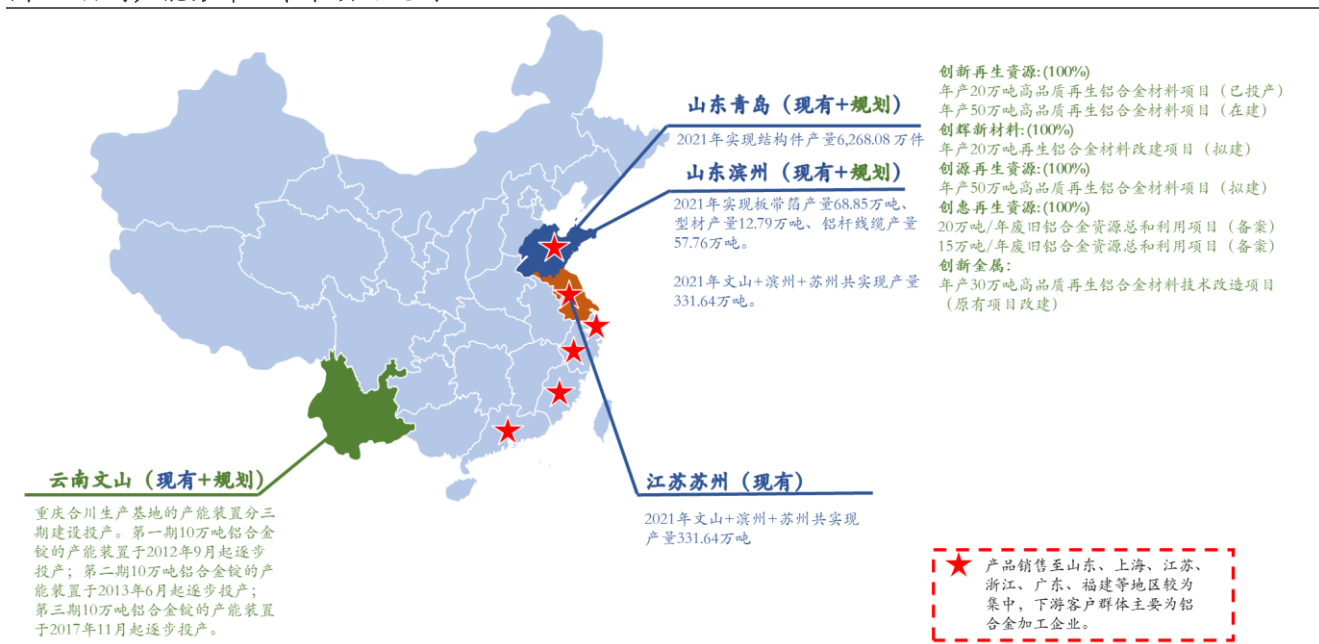 山东青岛（现有+规划）
2021年实现结构件产量6,268.08万件
山东滨州（现有+规划）
2021年实现板带箔产量68.85万吨、
型材产量12.79万吨、铝杆线缆产量
57.76万吨。
2021年文山+滨州+苏州共实现产量
331.64万吨。
创新再生资源:(100%)
年产20万吨高品质再生铝合金材料项目（已投产）
年产50万吨高品质再生铝合金材料项目（在建）
创辉新材料:(100%)
年产20万吨再生铝合金材料改建项目（拟建）
创源再生资源:(100%)
年产50万吨高品质再生铝合金材料项目（拟建）
创惠再生资源:(100%)
20万吨/年废旧铝合金资源总和利用项目（备案）
15万吨/年废旧铝合金资源总和利用项目（备案）
创新金属:
年产30万吨高品质再生铝合金材料技术改造项目
（原有项目改建）
云南文山（现有+规划）
重庆合川生产基地的产能装置分三
期建设投产。第一期10万吨铝合金
锭的产能装置于2012年9月起逐步
投产；第二期10万吨铝合金锭的产
能装置于2013年6月起逐步投产；
第三期10万吨铝合金锭的产能装置
于2017年11月起逐步投产。
江苏苏州（现有）
2021年文山+滨州+苏州共实现
产量331.64万吨
产品销售至山东、上海、江苏、
浙江、广东、福建等地区较为
集中，下游客户群体主要为铝
合金加工企业。